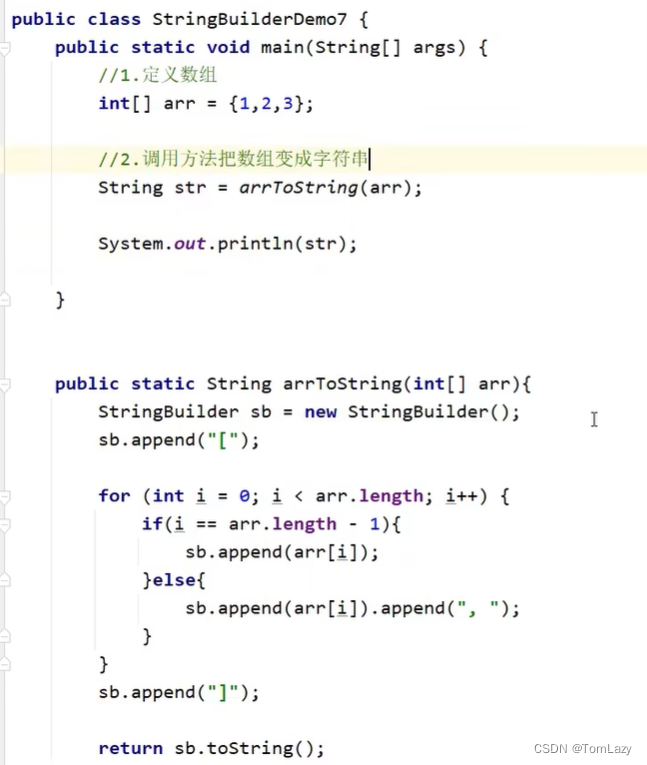 public class StringBuilderDemo7 {
    public static void main(String[] args) {
        //1.定义数组
        int[] arr = {1,2,3};
        //2.调用方法把数组变成字符串
        String str = arrToString(arr);
        System.out.println(str);
    }
    public static String arrToString(int[] arr){
        StringBuilder sb = new StringBuilder();
        sb.append("[");
        for (int i = 0; i < arr.length; i++) {
            if(i == arr.length - 1){
                sb.append(arr[i]);
            }else{
                sb.append(arr[i]).append(", ");
            }
        }
        sb.append("]");
        return sb.toString();
CSDN @TomLazy